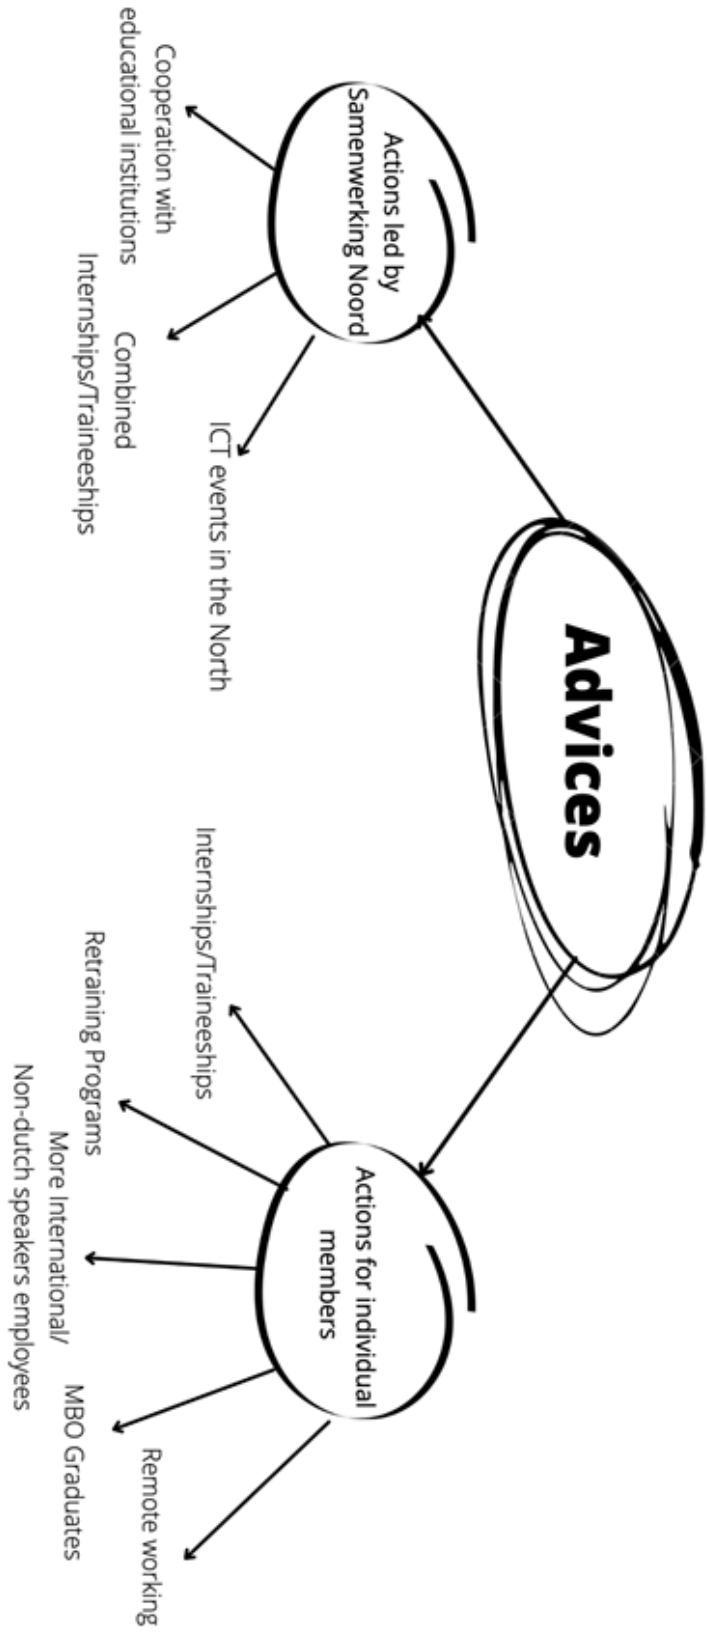 Advices
Actions led by
Samenwerking Noord
Cooperation with
educational institutions
Combined
Internships/Traineeships
ICT events in the North
Actions for individual
members
Internships/Traineeships
Retraining Programs
More International/
Non-dutch speakers employees
MBO Graduates
Remote working